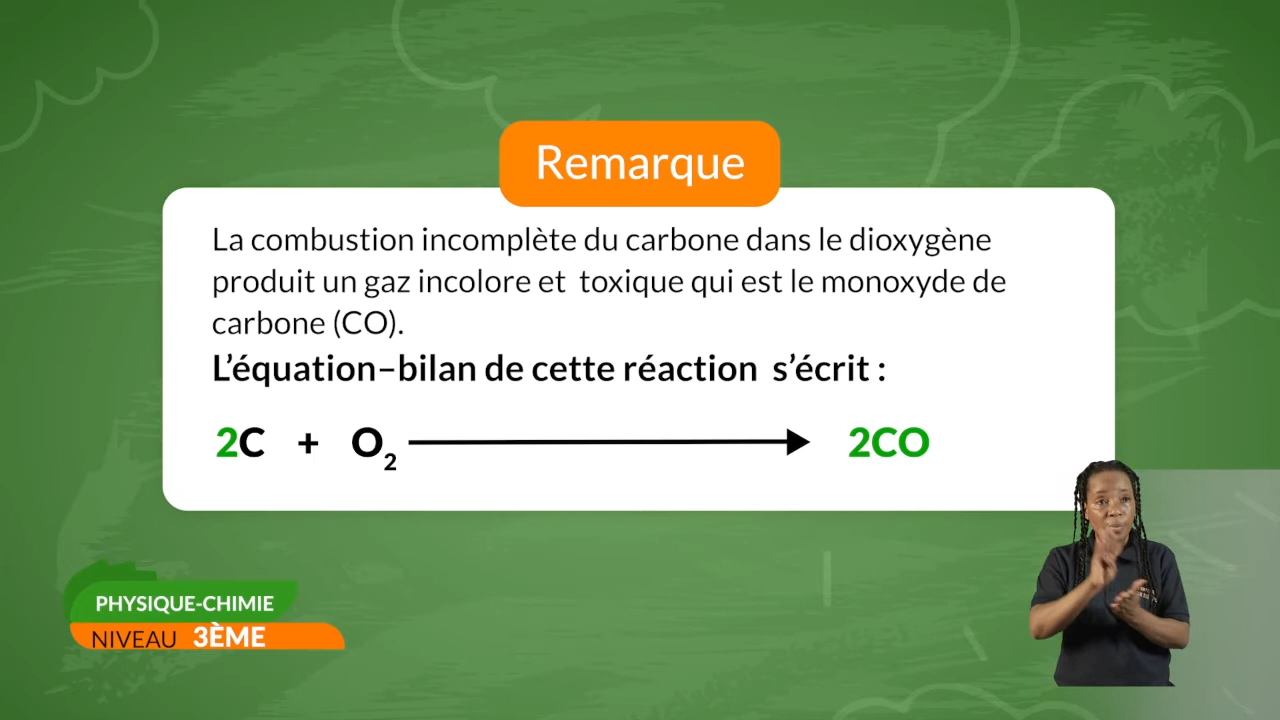 Remarque
La combustion incomplète du carbone dans le dioxygène
produit un gaz incolore et toxique qui est le monoxyde de
carbone (CO).
L’équation–bilan de cette réaction s’écrit :
2C + O₂ ⟶ 2CO
PHYSIQUE-CHIMIE
NIVEAU 3ÈME